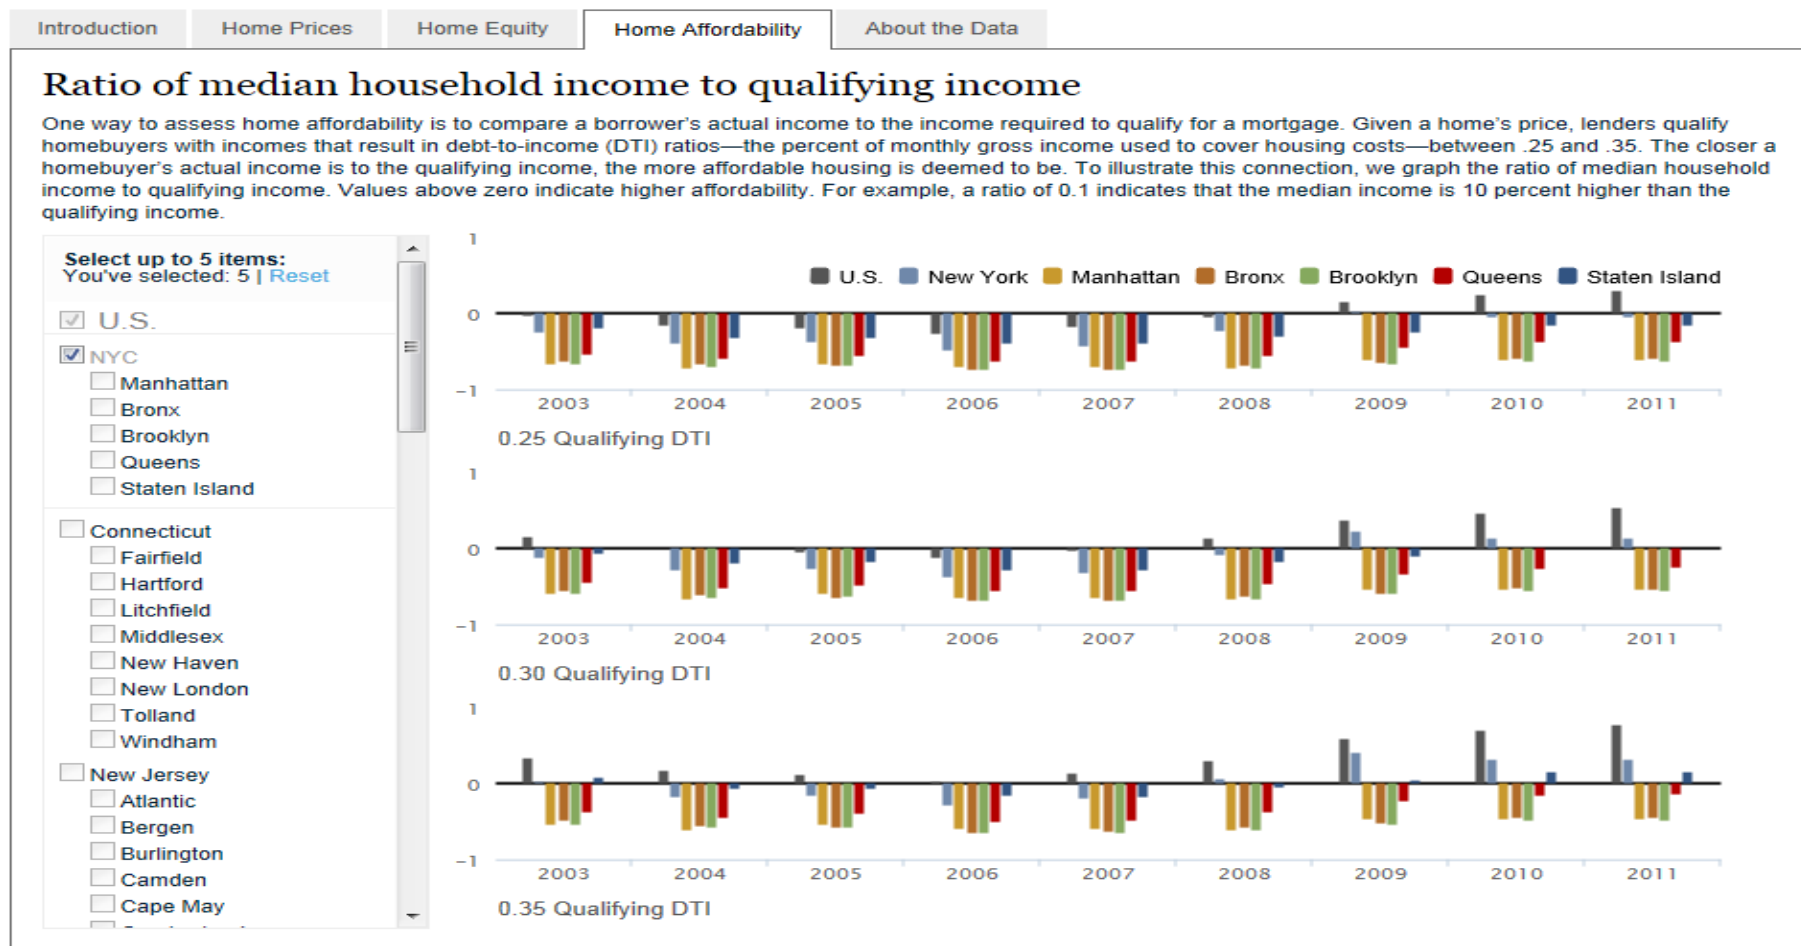 Introduction
Home Prices
Home Equity
Home Affordability
About the Data
Ratio of median household income to qualifying income
One way to assess home affordability is to compare a borrower's actual income to the income required to qualify for a mortgage. Given a home's price, lenders qualify
homebuyers with incomes that result in debt-to-income (DTI) ratios—the percent of monthly gross income used to cover housing costs—between .25 and .35. The closer a
homebuyer's actual income is to the qualifying income, the more affordable housing is deemed to be. To illustrate this connection, we graph the ratio of median household
income to qualifying income. Values above zero indicate higher affordability. For example, a ratio of 0.1 indicates that the median income is 10 percent higher than the
qualifying income.
Select up to 5 items:
You've selected: 5 | Reset
U.S.
NYC
Manhattan
Bronx
Brooklyn
Queens
Staten Island
Connecticut
Fairfield
Hartford
Litchfield
Middlesex
New Haven
New London
Tolland
Windham
New Jersey
Atlantic
Bergen
Burlington
Camden
Cape May
1
U.S. New York Manhattan Bronx Brooklyn Queens Staten Island
0
−1
2003 2004 2005 2006 2007 2008 2009 2010 2011
0.25 Qualifying DTI
1
0
−1
2003 2004 2005 2006 2007 2008 2009 2010 2011
0.30 Qualifying DTI
1
0
−1
2003 2004 2005 2006 2007 2008 2009 2010 2011
0.35 Qualifying DTI